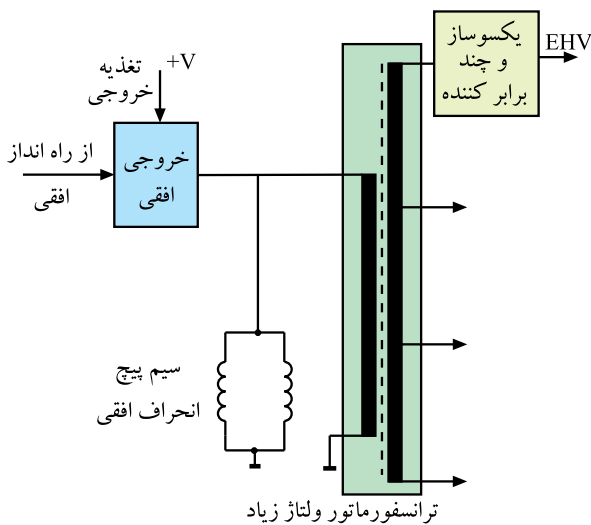 یکسوساز
و چند
برابر کننده
EHV
تغذیه
خروجی
+V
از راه انداز
افقی
خروجی
افقی
سیم پیچ
انحراف افقی
ترانسفورماتور ولتاژ زیاد